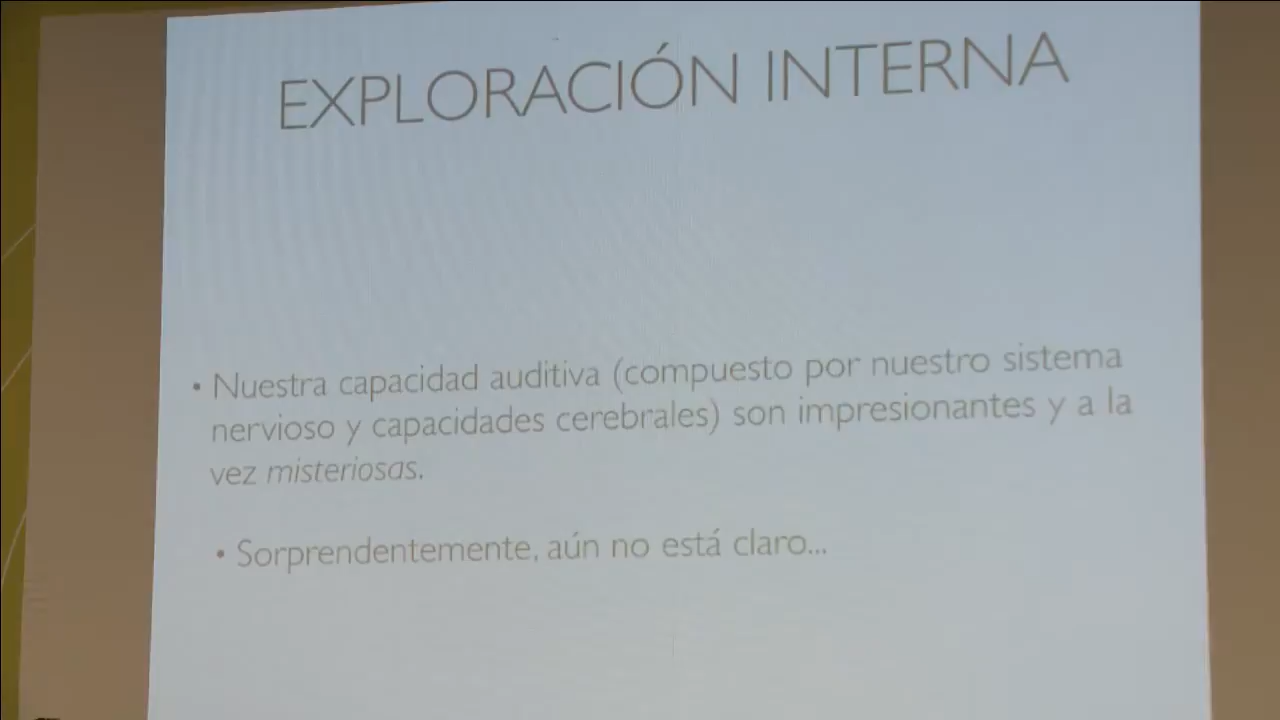 EXPLORACIÓN INTERNA
• Nuestra capacidad auditiva (compuesto por nuestro sistema
nervioso y capacidades cerebrales) son impresionantes y a la
vez misteriosas.
• Sorprendentemente, aún no está claro...